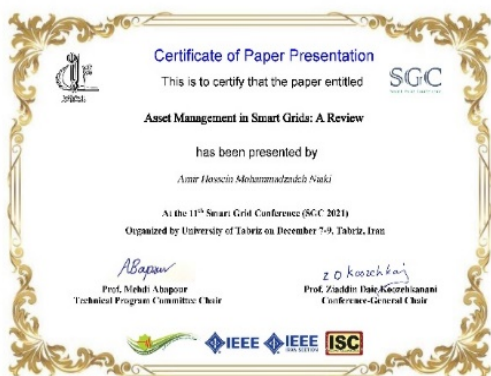 Certificate of Paper Presentation
This is to certify that the paper entitled
SGC
Asset Management in Smart Grids: A Review
has been presented by
Amir Hossein Mohammadzadeh Niaki
At the 11th Smart Grid Conference (SGC 2021)
Organized by University of Tabriz on December 7-9, Tabriz, Iran
Prof. Mehdi Abapour
Technical Program Committee Chair
Prof. Ziaddin Daie Koozehkanani
Conference-General Chair
IEEE
IEEE
IRAN SECTION
ISC